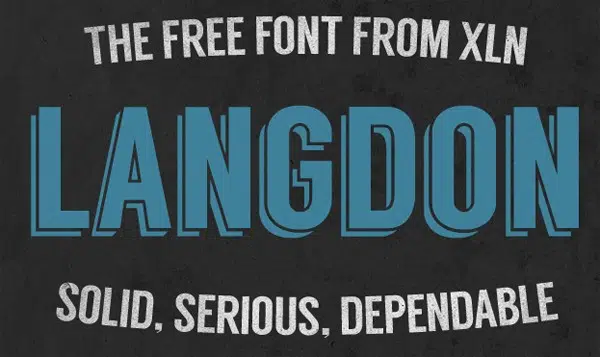 THE FREE FONT FROM XLN
LANGDON
SOLID, SERIOUS, DEPENDABLE